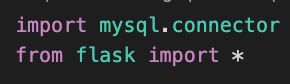 import mysql.connector
from flask import *